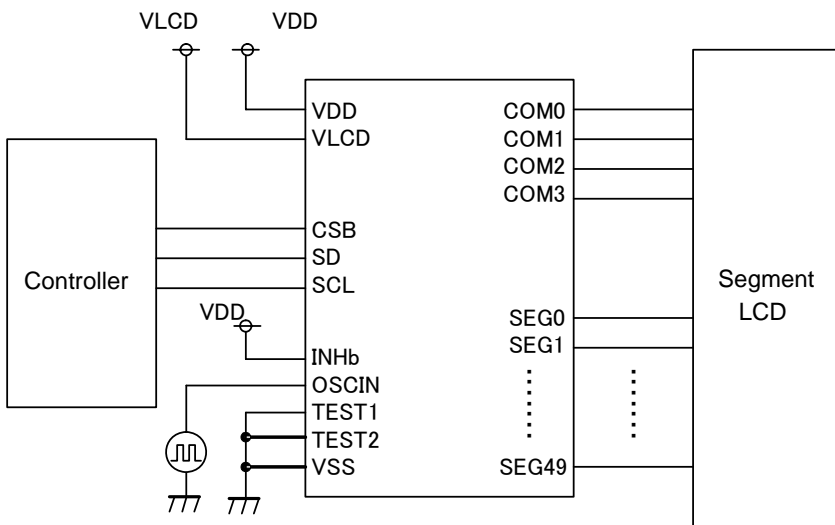 VLCD VDD
VDD
VLCD
CSB
SD
SCL
VDD
INHb
OSCIN
TEST1
TEST2
VSS
COM0
COM1
COM2
COM3
SEG0
SEG1
SEG49
Controller
Segment
LCD